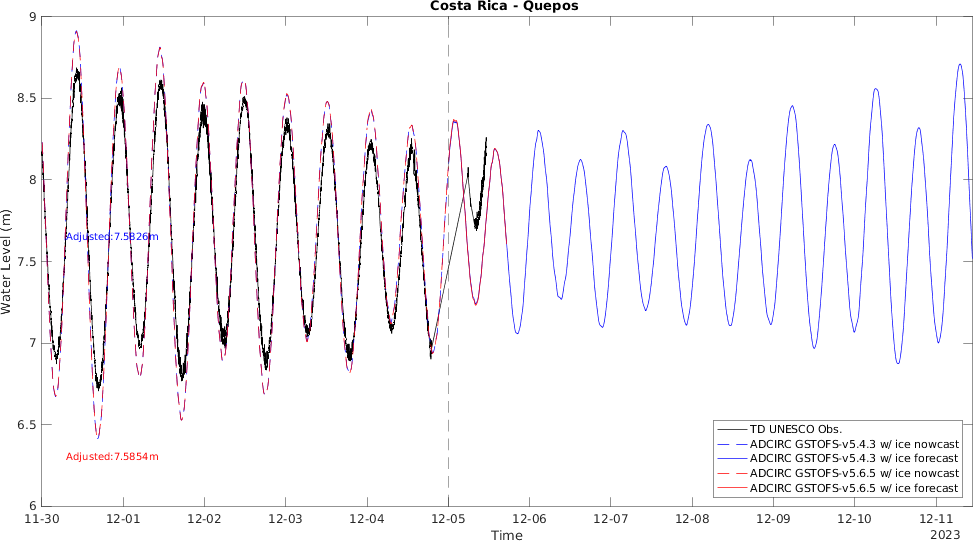 Costa Rica - Quepos
9
8.5
8
7.5
7
6.5
6
Water Level (m)
Adjusted:7.5826m
Adjusted:7.5854m
TD UNESCO Obs.
ADCIRC GSTOFS-v5.4.3 w/ ice nowcast
ADCIRC GSTOFS-v5.4.3 w/ ice forecast
ADCIRC GSTOFS-v5.6.5 w/ ice nowcast
ADCIRC GSTOFS-v5.6.5 w/ ice forecast
11-30 12-01 12-02 12-03 12-04 12-05 12-06 12-07 12-08 12-09 12-10 12-11
Time
2023